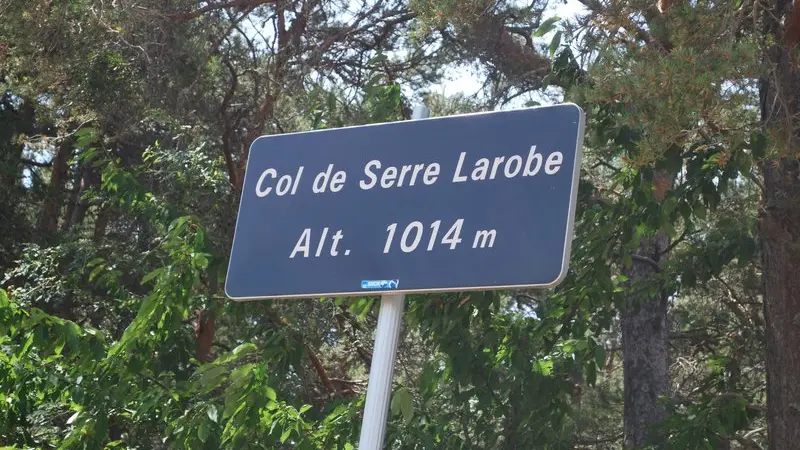 Col de Serre Larobe
Alt. 1014 m